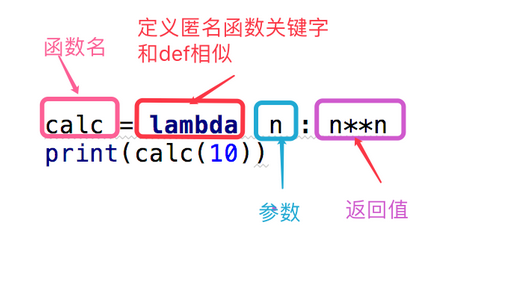 定义匿名函数关键字
和def相似
函数名
calc = lambda n : n**n
print(calc(10))
参数
返回值